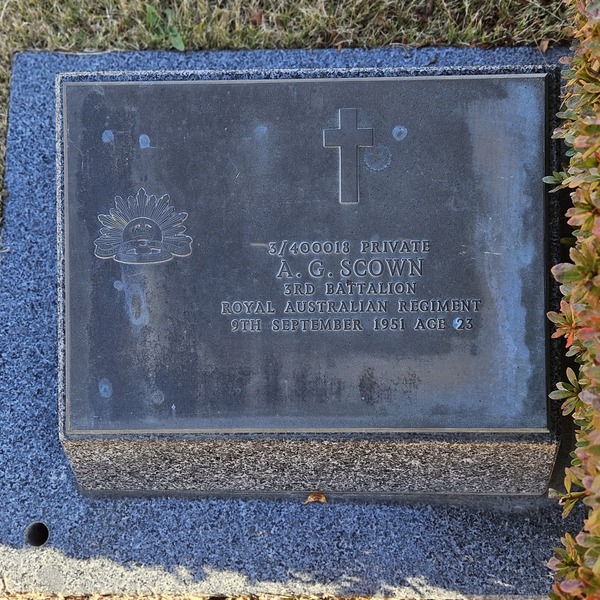 3/400018 PRIVATE
A. G. SCOWN
3RD BATTALION
ROYAL AUSTRALIAN REGIMENT
9TH SEPTEMBER 1951 AGE 23